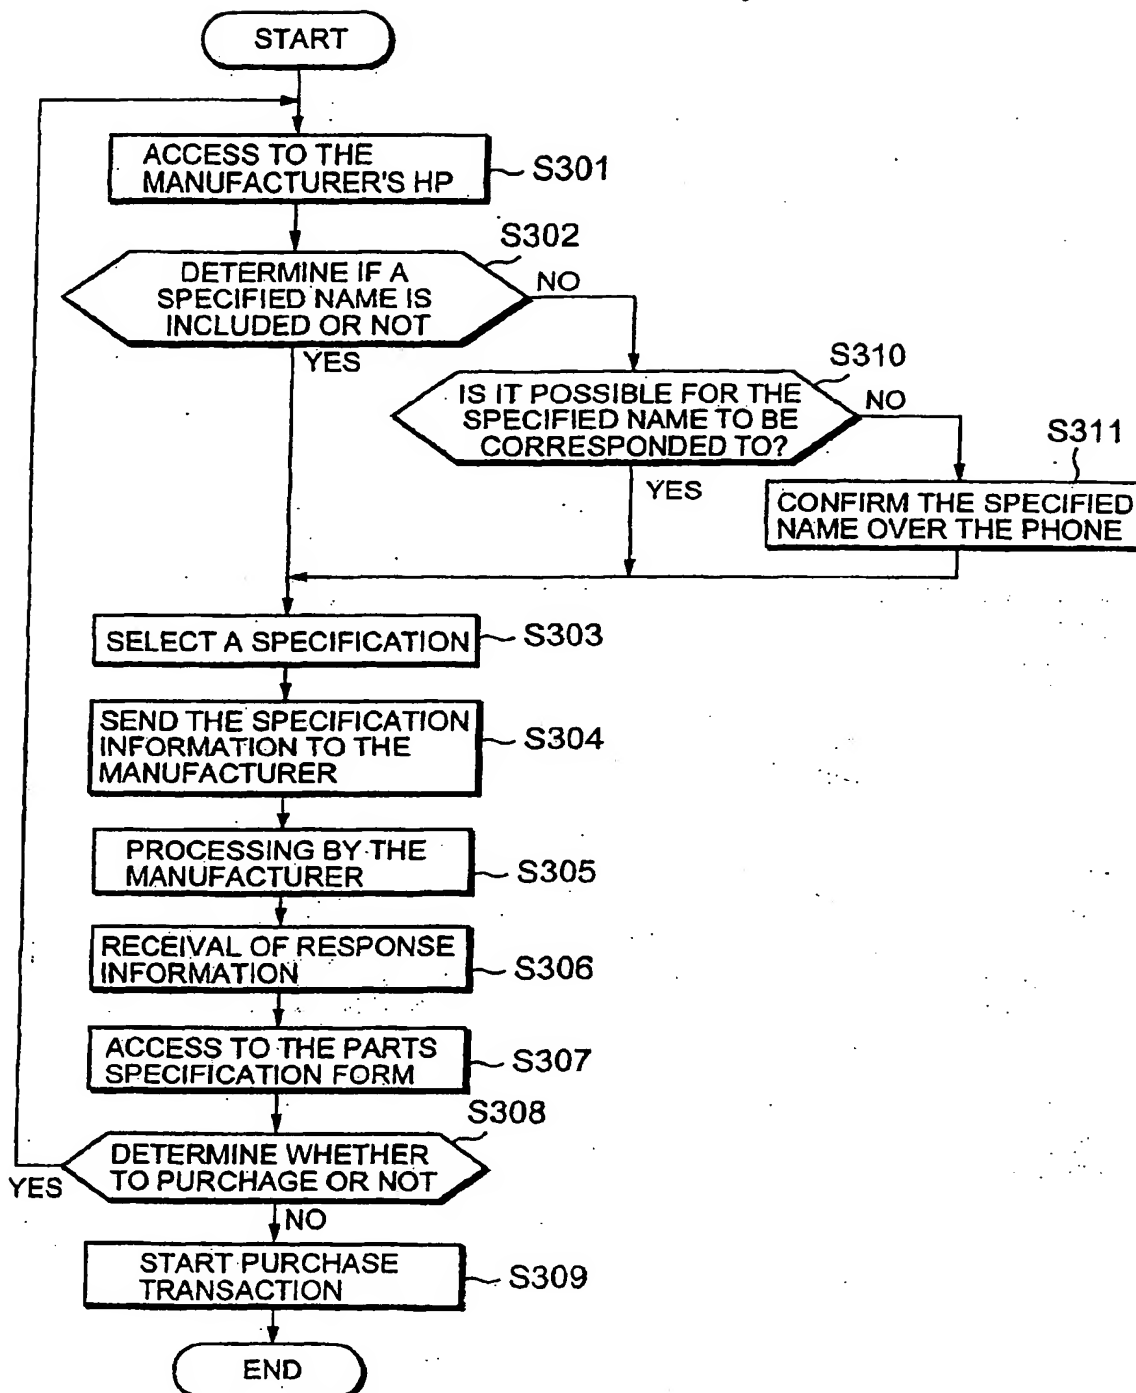 START
ACCESS TO THE
MANUFACTURER'S HP
S301
S302
DETERMINE IF A
SPECIFIED NAME IS
INCLUDED OR NOT
NO
YES
S310
IS IT POSSIBLE FOR THE
SPECIFIED NAME TO BE
CORRESPONDED TO?
NO
YES
S311
CONFIRM THE SPECIFIED
NAME OVER THE PHONE
SELECT A SPECIFICATION
S303
SEND THE SPECIFICATION
INFORMATION TO THE
MANUFACTURER
S304
PROCESSING BY THE
MANUFACTURER
S305
RECEIVAL OF RESPONSE
INFORMATION
S306
ACCESS TO THE PARTS
SPECIFICATION FORM
S307
S308
DETERMINE WHETHER
TO PURCHAGE OR NOT
YES
NO
START PURCHASE
TRANSACTION
S309
END